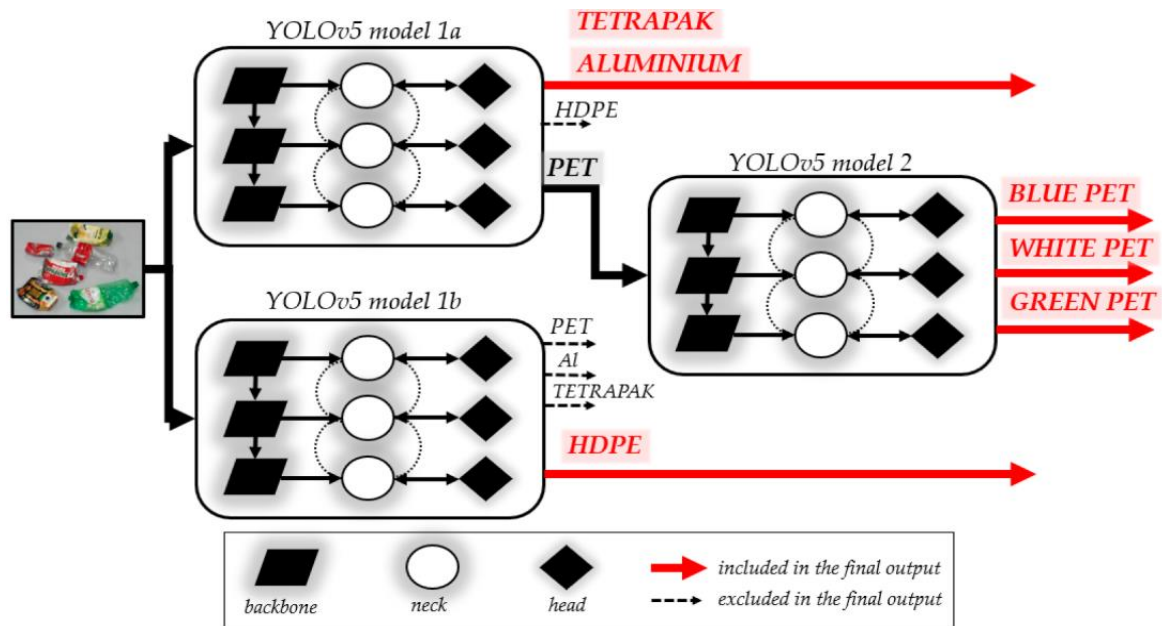 YOLOv5 model 1a
TETRAPAK
ALUMINIUM
HDPE
PET
YOLOv5 model 2
BLUE PET
WHITE PET
GREEN PET
YOLOv5 model 1b
PET
Al
TETRAPAK
HDPE
backbone
neck
head
included in the final output
excluded in the final output